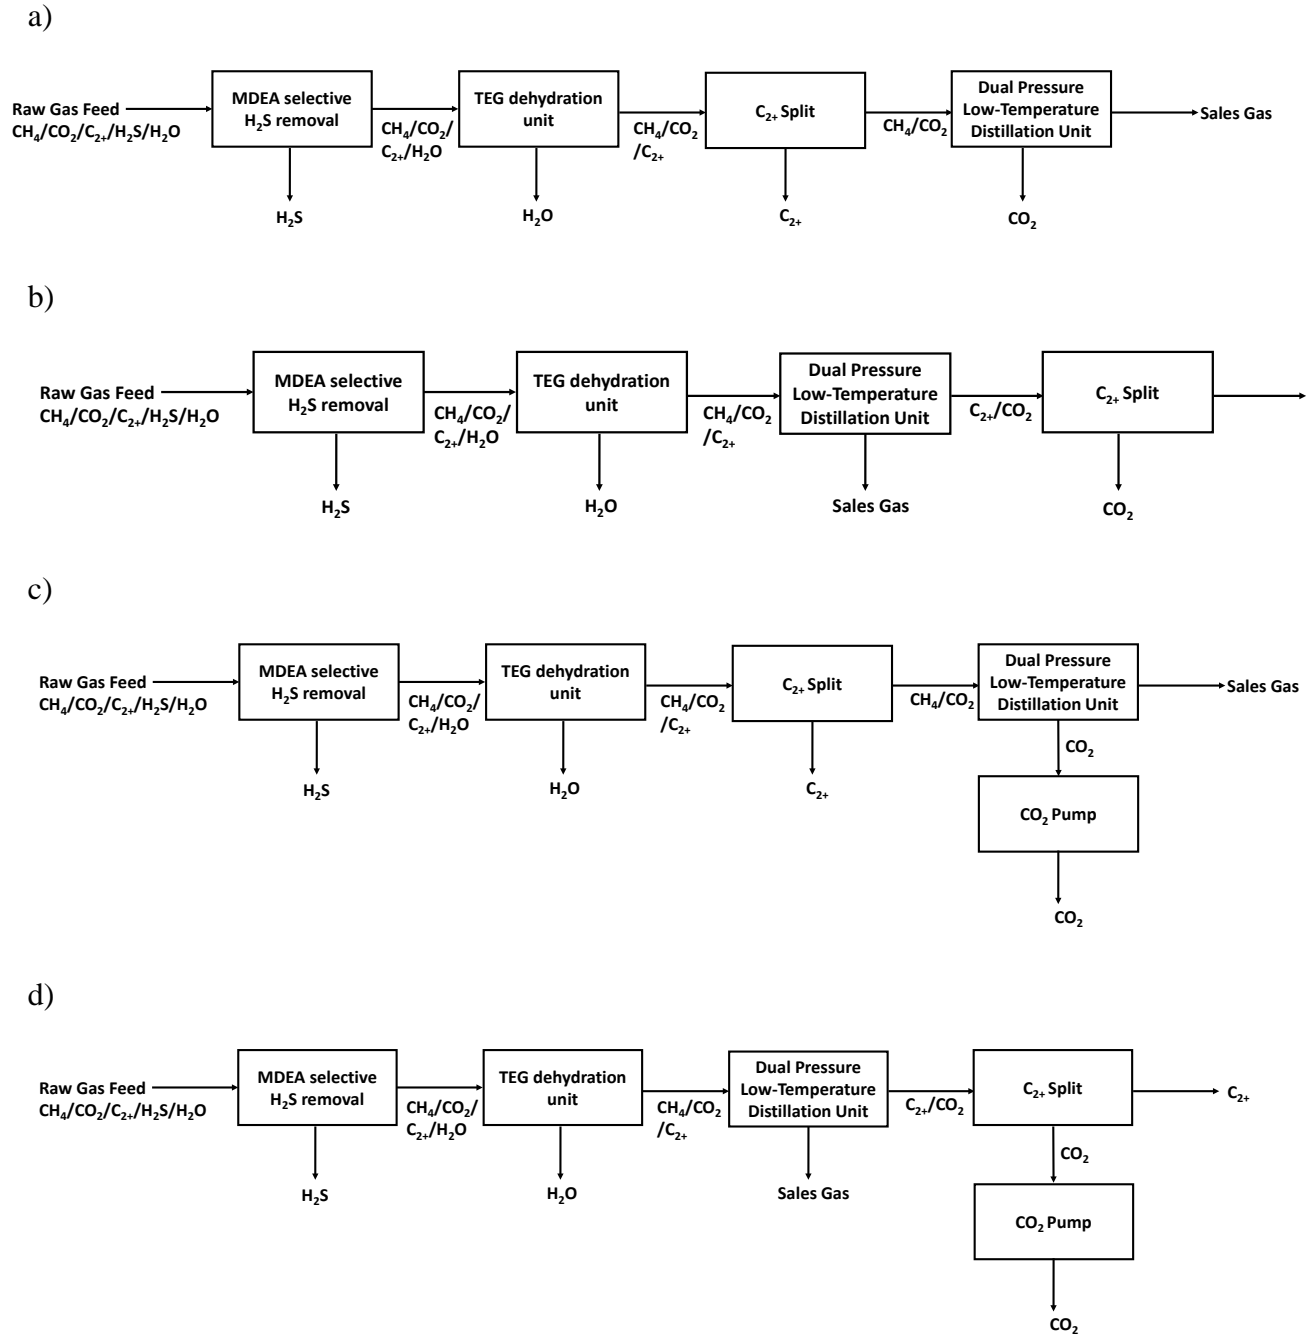 a)
Raw Gas Feed
CH₄/CO₂/C₂₊/H₂S/H₂O
MDEA selective
H₂S removal
H₂S
CH₄/CO₂/
C₂₊/H₂O
TEG dehydration
unit
H₂O
CH₄/CO₂
/C₂₊
C₂₊ Split
C₂₊
CH₄/CO₂
Dual Pressure
Low-Temperature
Distillation Unit
CO₂
Sales Gas
b)
Raw Gas Feed
CH₄/CO₂/C₂₊/H₂S/H₂O
MDEA selective
H₂S removal
H₂S
CH₄/CO₂/
C₂₊/H₂O
TEG dehydration
unit
H₂O
CH₄/CO₂
/C₂₊
Dual Pressure
Low-Temperature
Distillation Unit
Sales Gas
C₂₊/CO₂
C₂₊ Split
CO₂
c)
Raw Gas Feed
CH₄/CO₂/C₂₊/H₂S/H₂O
MDEA selective
H₂S removal
H₂S
CH₄/CO₂/
C₂₊/H₂O
TEG dehydration
unit
H₂O
CH₄/CO₂
/C₂₊
C₂₊ Split
C₂₊
CH₄/CO₂
Dual Pressure
Low-Temperature
Distillation Unit
Sales Gas
CO₂
CO₂ Pump
CO₂
d)
Raw Gas Feed
CH₄/CO₂/C₂₊/H₂S/H₂O
MDEA selective
H₂S removal
H₂S
CH₄/CO₂/
C₂₊/H₂O
TEG dehydration
unit
H₂O
CH₄/CO₂
/C₂₊
Dual Pressure
Low-Temperature
Distillation Unit
Sales Gas
C₂₊/CO₂
C₂₊ Split
C₂₊
CO₂
CO₂ Pump
CO₂